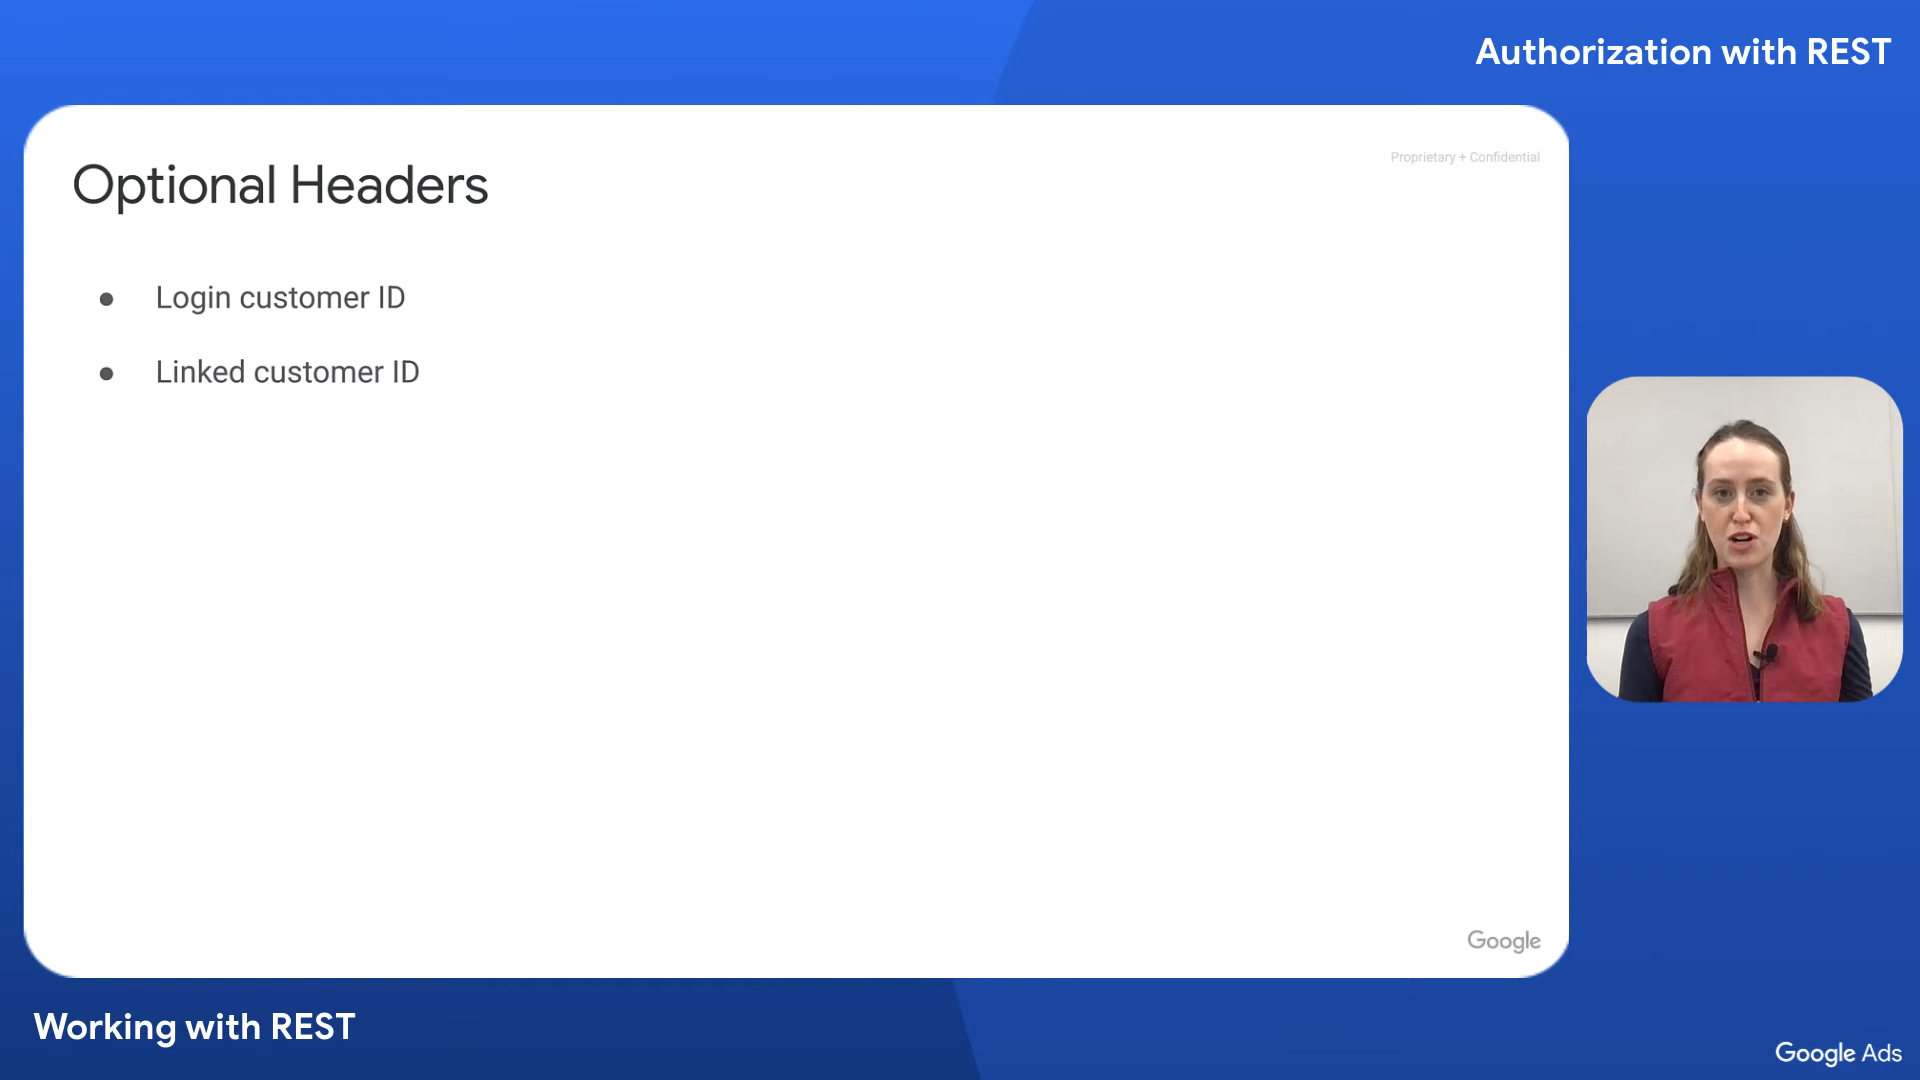 Authorization with REST
Proprietary + Confidential
Optional Headers
● Login customer ID
● Linked customer ID
Google
Working with REST
Google Ads